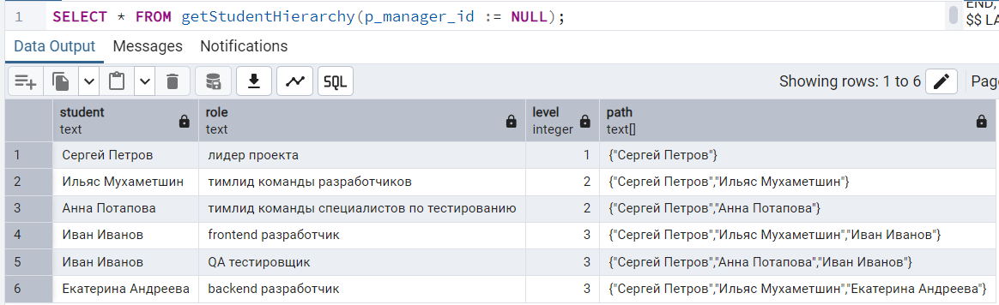 1 SELECT * FROM getStudentHierarchy(p_manager_id := NULL);
END;
$$ LA
Data Output Messages Notifications
SQL Showing rows: 1 to 6 Page
student role level path
text text integer text[]
1 Сергей Петров лидер проекта 1 {"Сергей Петров"}
2 Ильяс Мухаметшин тимлид команды разработчиков 2 {"Сергей Петров","Ильяс Мухаметшин"}
3 Анна Потапова тимлид команды специалистов по тестированию 2 {"Сергей Петров","Анна Потапова"}
4 Иван Иванов frontend разработчик 3 {"Сергей Петров","Ильяс Мухаметшин","Иван Иванов"}
5 Иван Иванов QA тестировщик 3 {"Сергей Петров","Анна Потапова","Иван Иванов"}
6 Екатерина Андреева backend разработчик 3 {"Сергей Петров","Ильяс Мухаметшин","Екатерина Андреева"}